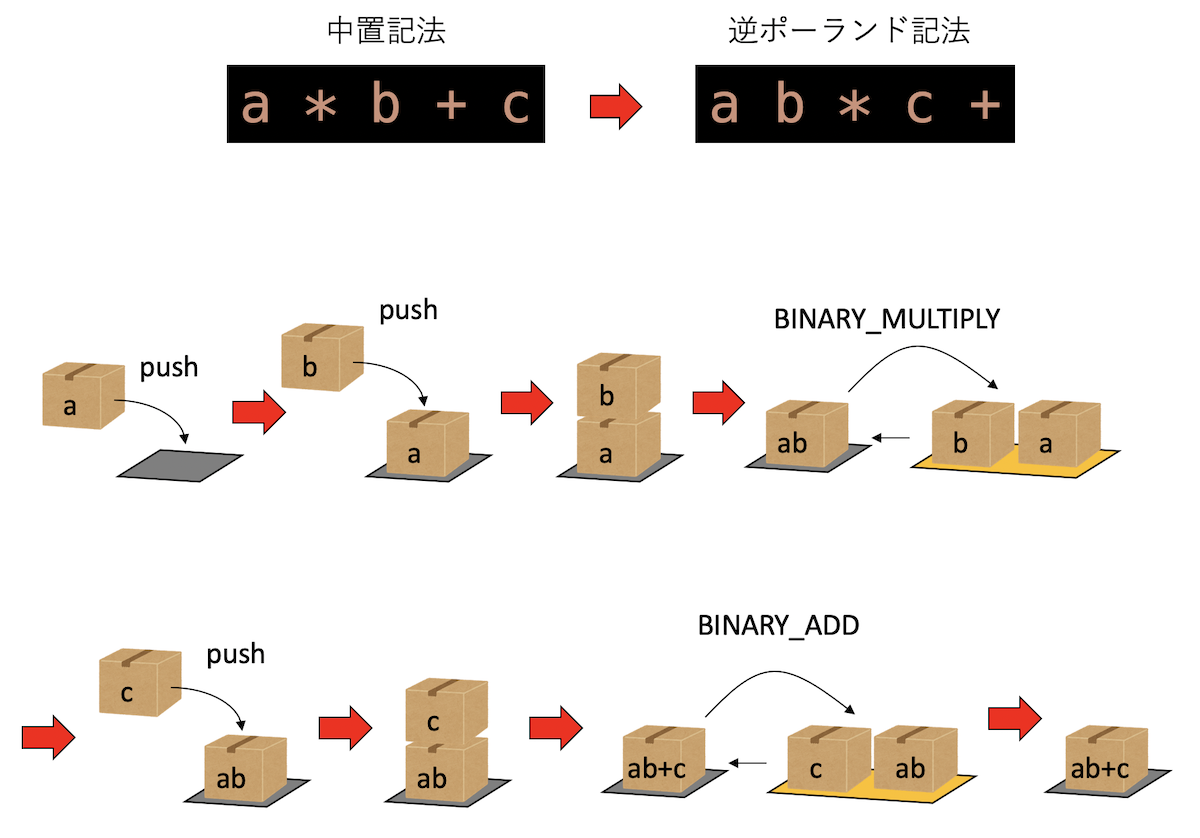 中置記法
逆ポーランド記法
a * b + c
a b * c +
push
a
push
b
a
b
a
BINARY_MULTIPLY
ab
b
a
push
c
ab
c
ab
BINARY_ADD
ab+c
c
ab
ab+c